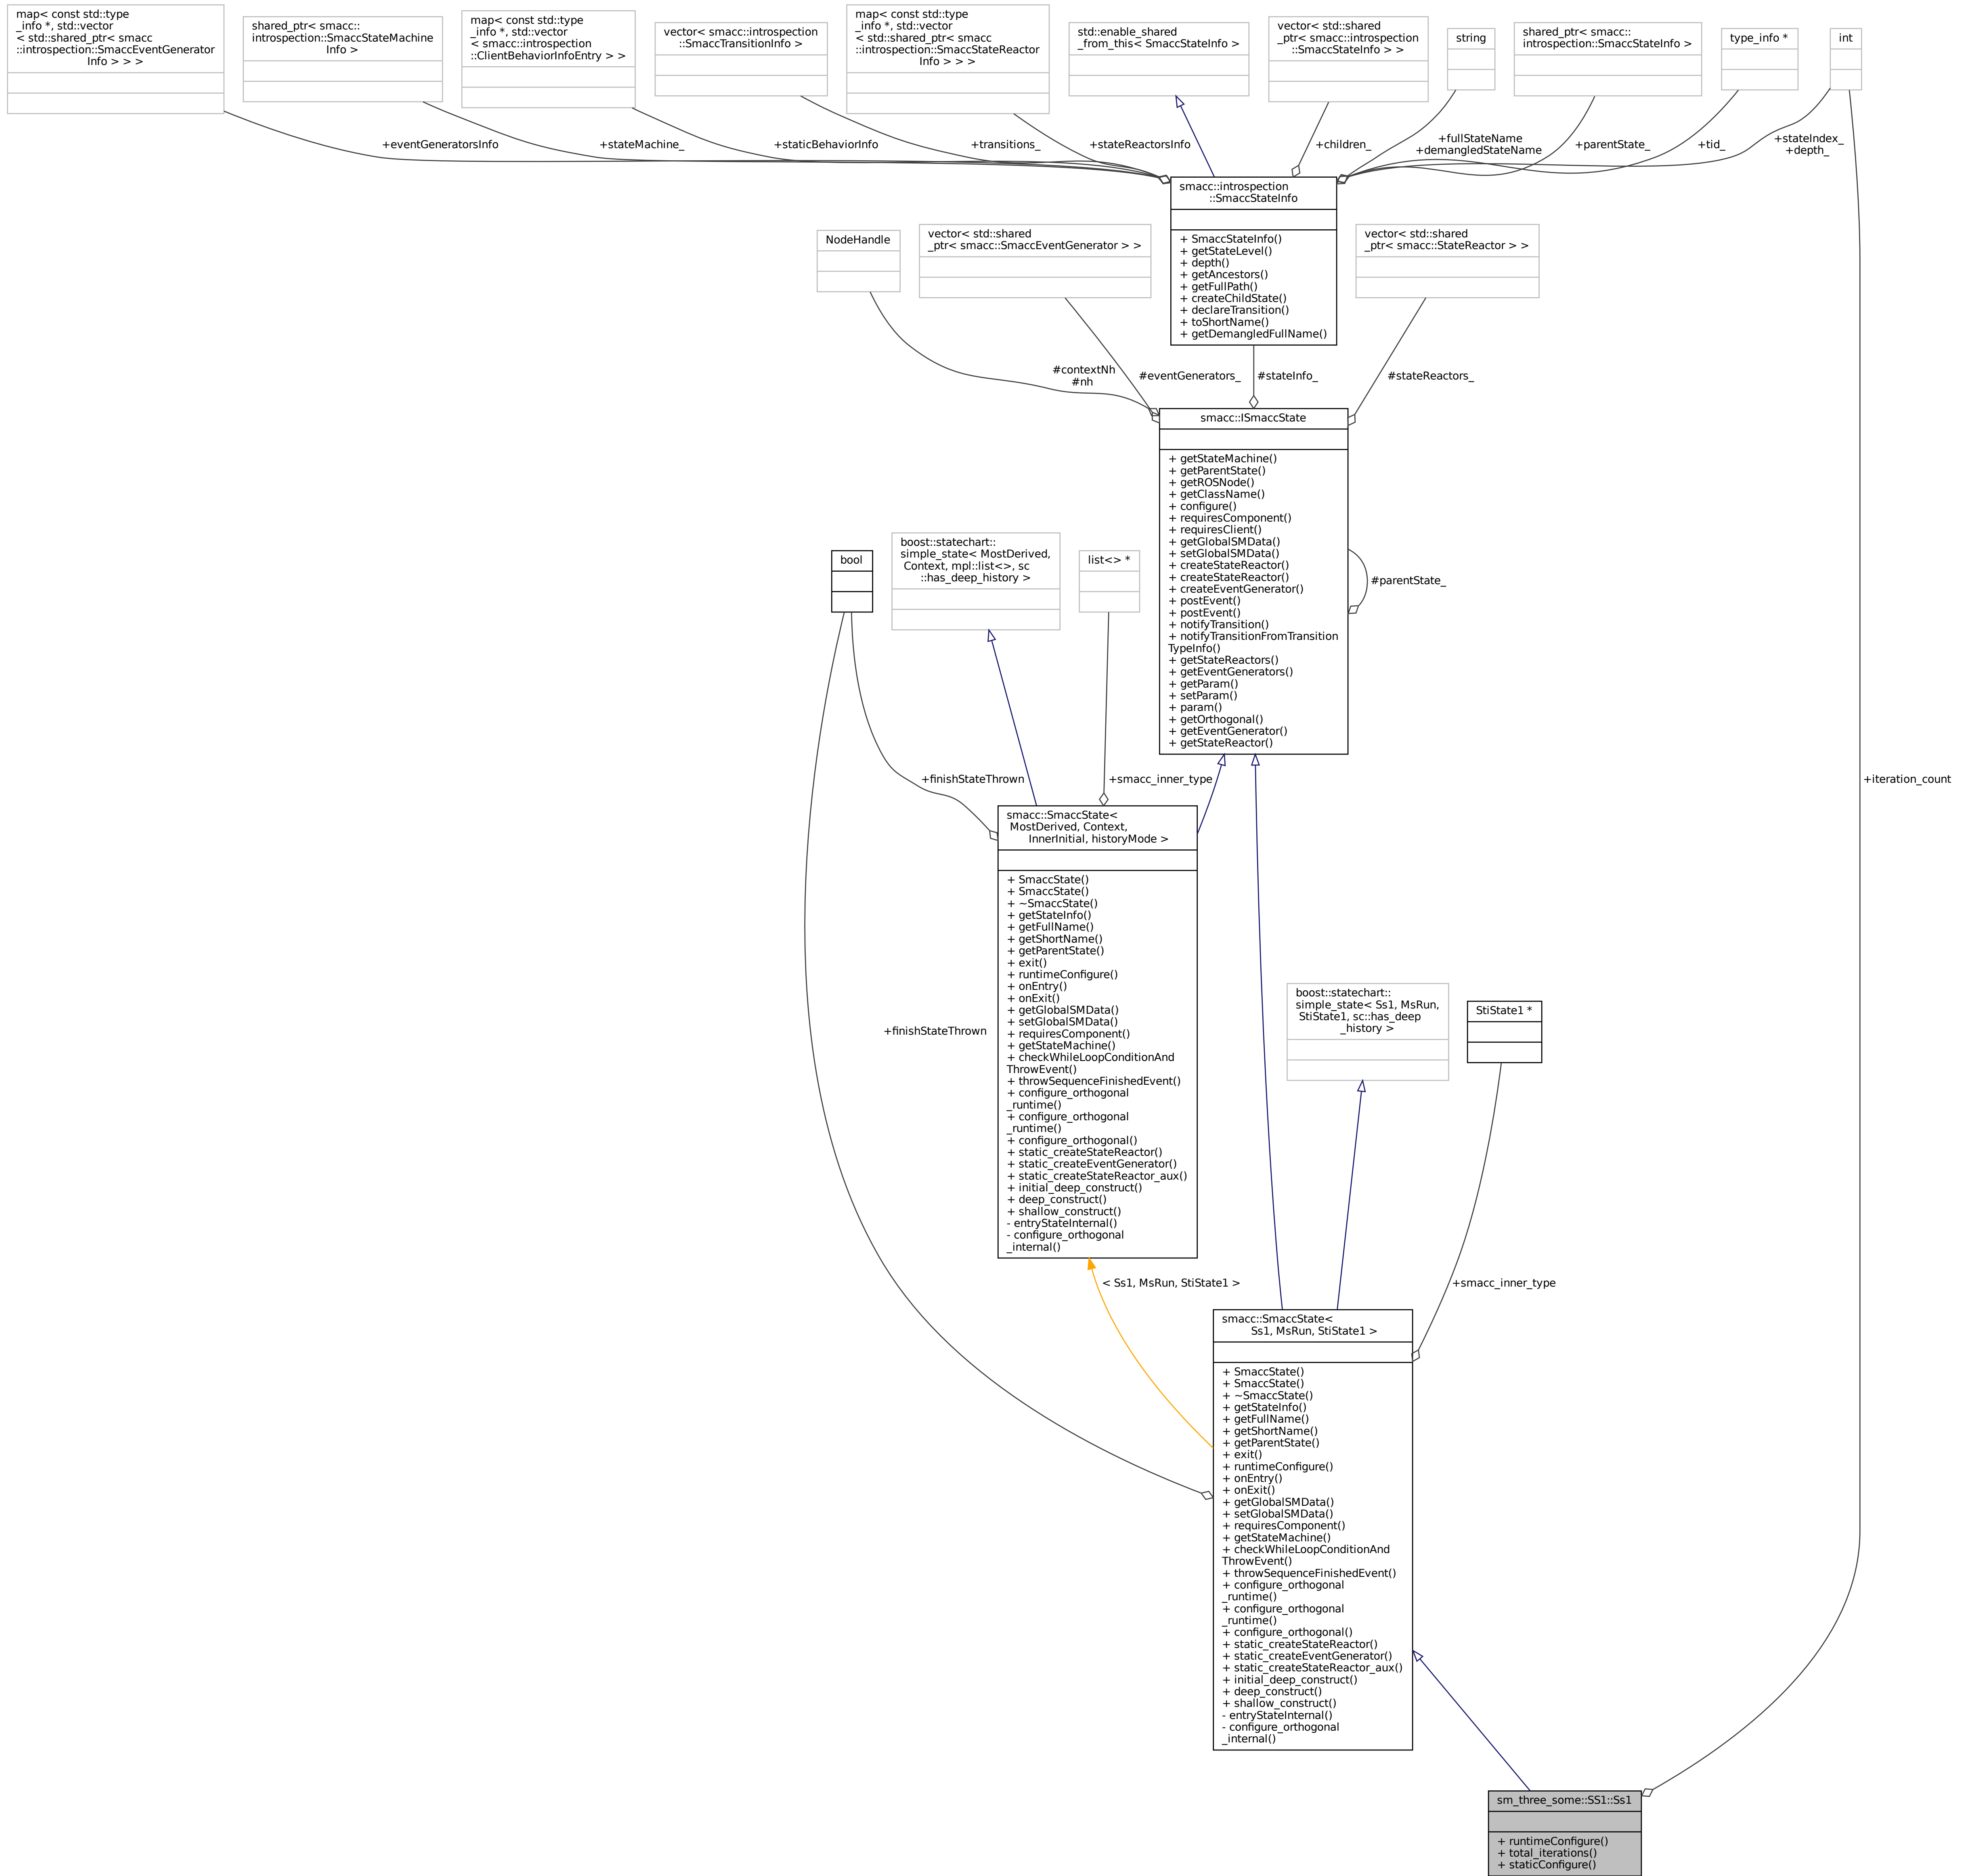 map< const std::type
_info *, std::vector
< std::shared_ptr< smacc
::introspection::SmaccEventGenerator
Info > > >
shared_ptr< smacc::
introspection::SmaccStateMachine
Info >
map< const std::type
_info *, std::vector
< smacc::introspection
::ClientBehaviorInfoEntry > >
vector< smacc::introspection
::SmaccTransitionInfo >
map< const std::type
_info *, std::vector
< std::shared_ptr< smacc
::introspection::SmaccStateReactor
Info > > >
std::enable_shared
_from_this< SmaccStateInfo >
vector< std::shared
_ptr< smacc::introspection
::SmaccStateInfo > >
string
shared_ptr< smacc::
introspection::SmaccStateInfo >
type_info *
int
+eventGeneratorsInfo
+stateMachine_
+staticBehaviorInfo
+transitions_
+stateReactorsInfo
+children_
+fullStateName
+demangledStateName
+parentState_
+tid_
+stateIndex_
+depth_
smacc::introspection
::SmaccStateInfo
+ SmaccStateInfo()
+ getStateLevel()
+ depth()
+ getAncestors()
+ getFullPath()
+ createChildState()
+ declareTransition()
+ toShortName()
+ getDemangledFullName()
NodeHandle
vector< std::shared
_ptr< smacc::SmaccEventGenerator > >
vector< std::shared
_ptr< smacc::StateReactor > >
#contextNh
#nh
#eventGenerators_
#stateInfo_
#stateReactors_
smacc::ISmaccState
+ getStateMachine()
+ getParentState()
+ getROSNode()
+ getClassName()
+ configure()
+ requiresComponent()
+ requiresClient()
+ getGlobalSMData()
+ setGlobalSMData()
+ createStateReactor()
+ createStateReactor()
+ createEventGenerator()
+ postEvent()
+ postEvent()
+ notifyTransition()
+ notifyTransitionFromTransition
TypeInfo()
+ getStateReactors()
+ getEventGenerators()
+ getParam()
+ setParam()
+ param()
+ getOrthogonal()
+ getEventGenerator()
+ getStateReactor()
#parentState_
bool
boost::statechart::
simple_state< MostDerived,
Context, mpl::list<>, sc
::has_deep_history >
list<> *
+finishStateThrown
+smacc_inner_type
+iteration_count
smacc::SmaccState<
MostDerived, Context,
InnerInitial, historyMode >
+ SmaccState()
+ SmaccState()
+ ~SmaccState()
+ getStateInfo()
+ getFullName()
+ getShortName()
+ getParentState()
+ exit()
+ runtimeConfigure()
+ onEntry()
+ onExit()
+ getGlobalSMData()
+ setGlobalSMData()
+ requiresComponent()
+ getStateMachine()
+ checkWhileLoopConditionAnd
ThrowEvent()
+ throwSequenceFinishedEvent()
+ configure_orthogonal
_runtime()
+ configure_orthogonal
_runtime()
+ configure_orthogonal()
+ static_createStateReactor()
+ static_createEventGenerator()
+ static_createStateReactor_aux()
+ initial_deep_construct()
+ deep_construct()
+ shallow_construct()
- entryStateInternal()
- configure_orthogonal
_internal()
+finishStateThrown
boost::statechart::
simple_state< Ss1, MsRun,
StiState1, sc::has_deep
_history >
StiState1 *
< Ss1, MsRun, StiState1 >
+smacc_inner_type
smacc::SmaccState<
Ss1, MsRun, StiState1 >
+ SmaccState()
+ SmaccState()
+ ~SmaccState()
+ getStateInfo()
+ getFullName()
+ getShortName()
+ getParentState()
+ exit()
+ runtimeConfigure()
+ onEntry()
+ onExit()
+ getGlobalSMData()
+ setGlobalSMData()
+ requiresComponent()
+ getStateMachine()
+ checkWhileLoopConditionAnd
ThrowEvent()
+ throwSequenceFinishedEvent()
+ configure_orthogonal
_runtime()
+ configure_orthogonal
_runtime()
+ configure_orthogonal()
+ static_createStateReactor()
+ static_createEventGenerator()
+ static_createStateReactor_aux()
+ initial_deep_construct()
+ deep_construct()
+ shallow_construct()
- entryStateInternal()
- configure_orthogonal
_internal()
sm_three_some::SS1::Ss1
+ runtimeConfigure()
+ total_iterations()
+ staticConfigure()